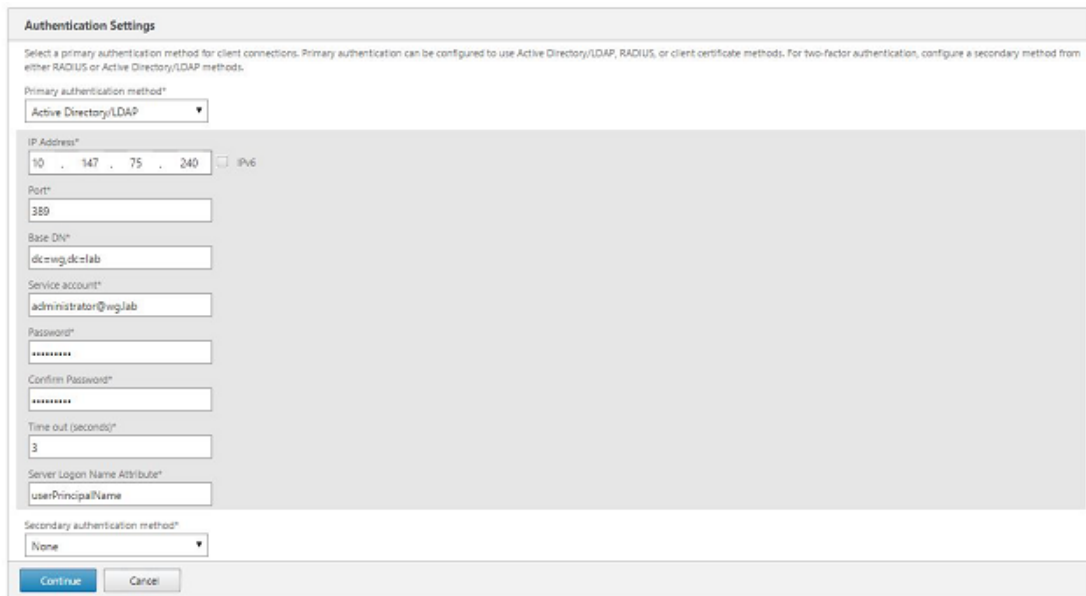 Authentication Settings
Select a primary authentication method for client connections. Primary authentication can be configured to use Active Directory/LDAP, RADIUS, or client certificate methods. For two-factor authentication, configure a secondary method from
either RADIUS or Active Directory/LDAP methods.
Primary authentication method*
Active Directory/LDAP
IP Address*
10 . 147 . 75 . 240 IPv6
Port*
389
Base DN*
dc=wg,dc=lab
Service account*
administrator@wg.lab
Password*
•••••••••
Confirm Password*
•••••••••
Time out (seconds)*
3
Server Logon Name Attribute*
userPrincipalName
Secondary authentication method*
None
Continue Cancel